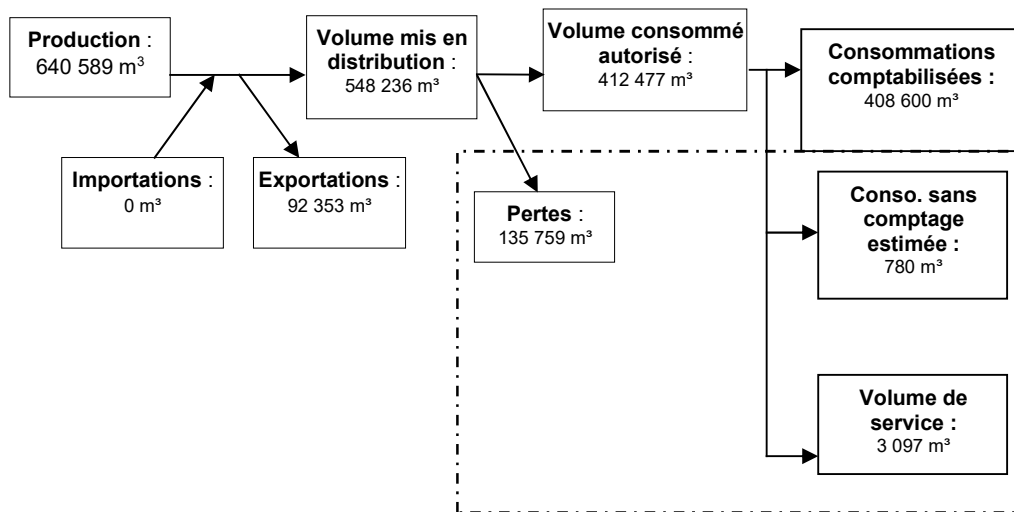 Production :
640 589 m³
Volume mis en
distribution :
548 236 m³
Volume consommé
autorisé :
412 477 m³
Consommations
comptabilisées :
408 600 m³
Importations :
0 m³
Exportations :
92 353 m³
Pertes :
135 759 m³
Conso. sans
comptage
estimée :
780 m³
Volume de
service :
3 097 m³